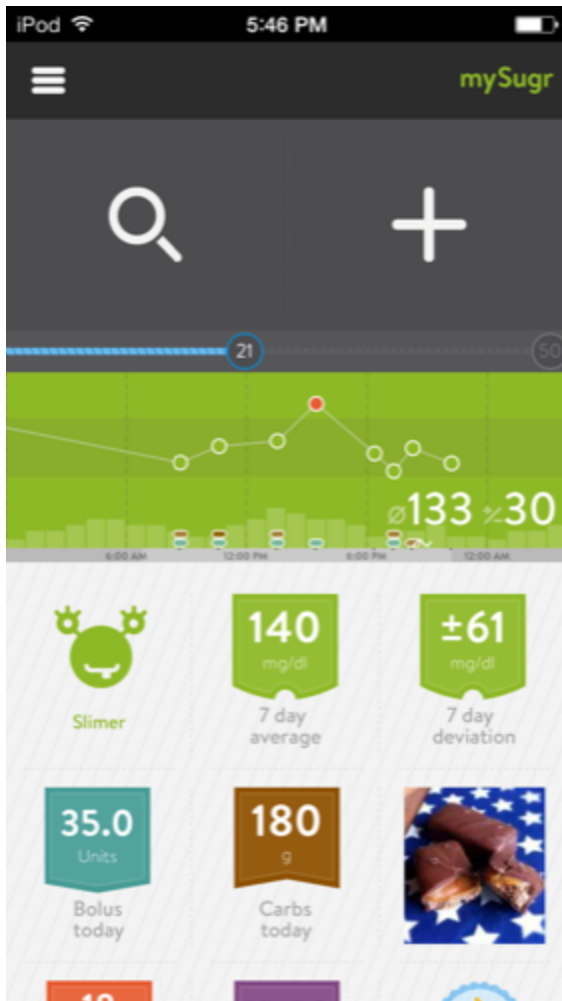 iPod 5:46 PM
mySugr
21 50
ø133 ±30
6:00 AM 12:00 PM 6:00 PM 12:00 AM
140 ±61
mg/dl mg/dl
Slimer 7 day 7 day
average deviation
35.0 180
Units g
Bolus Carbs
today today